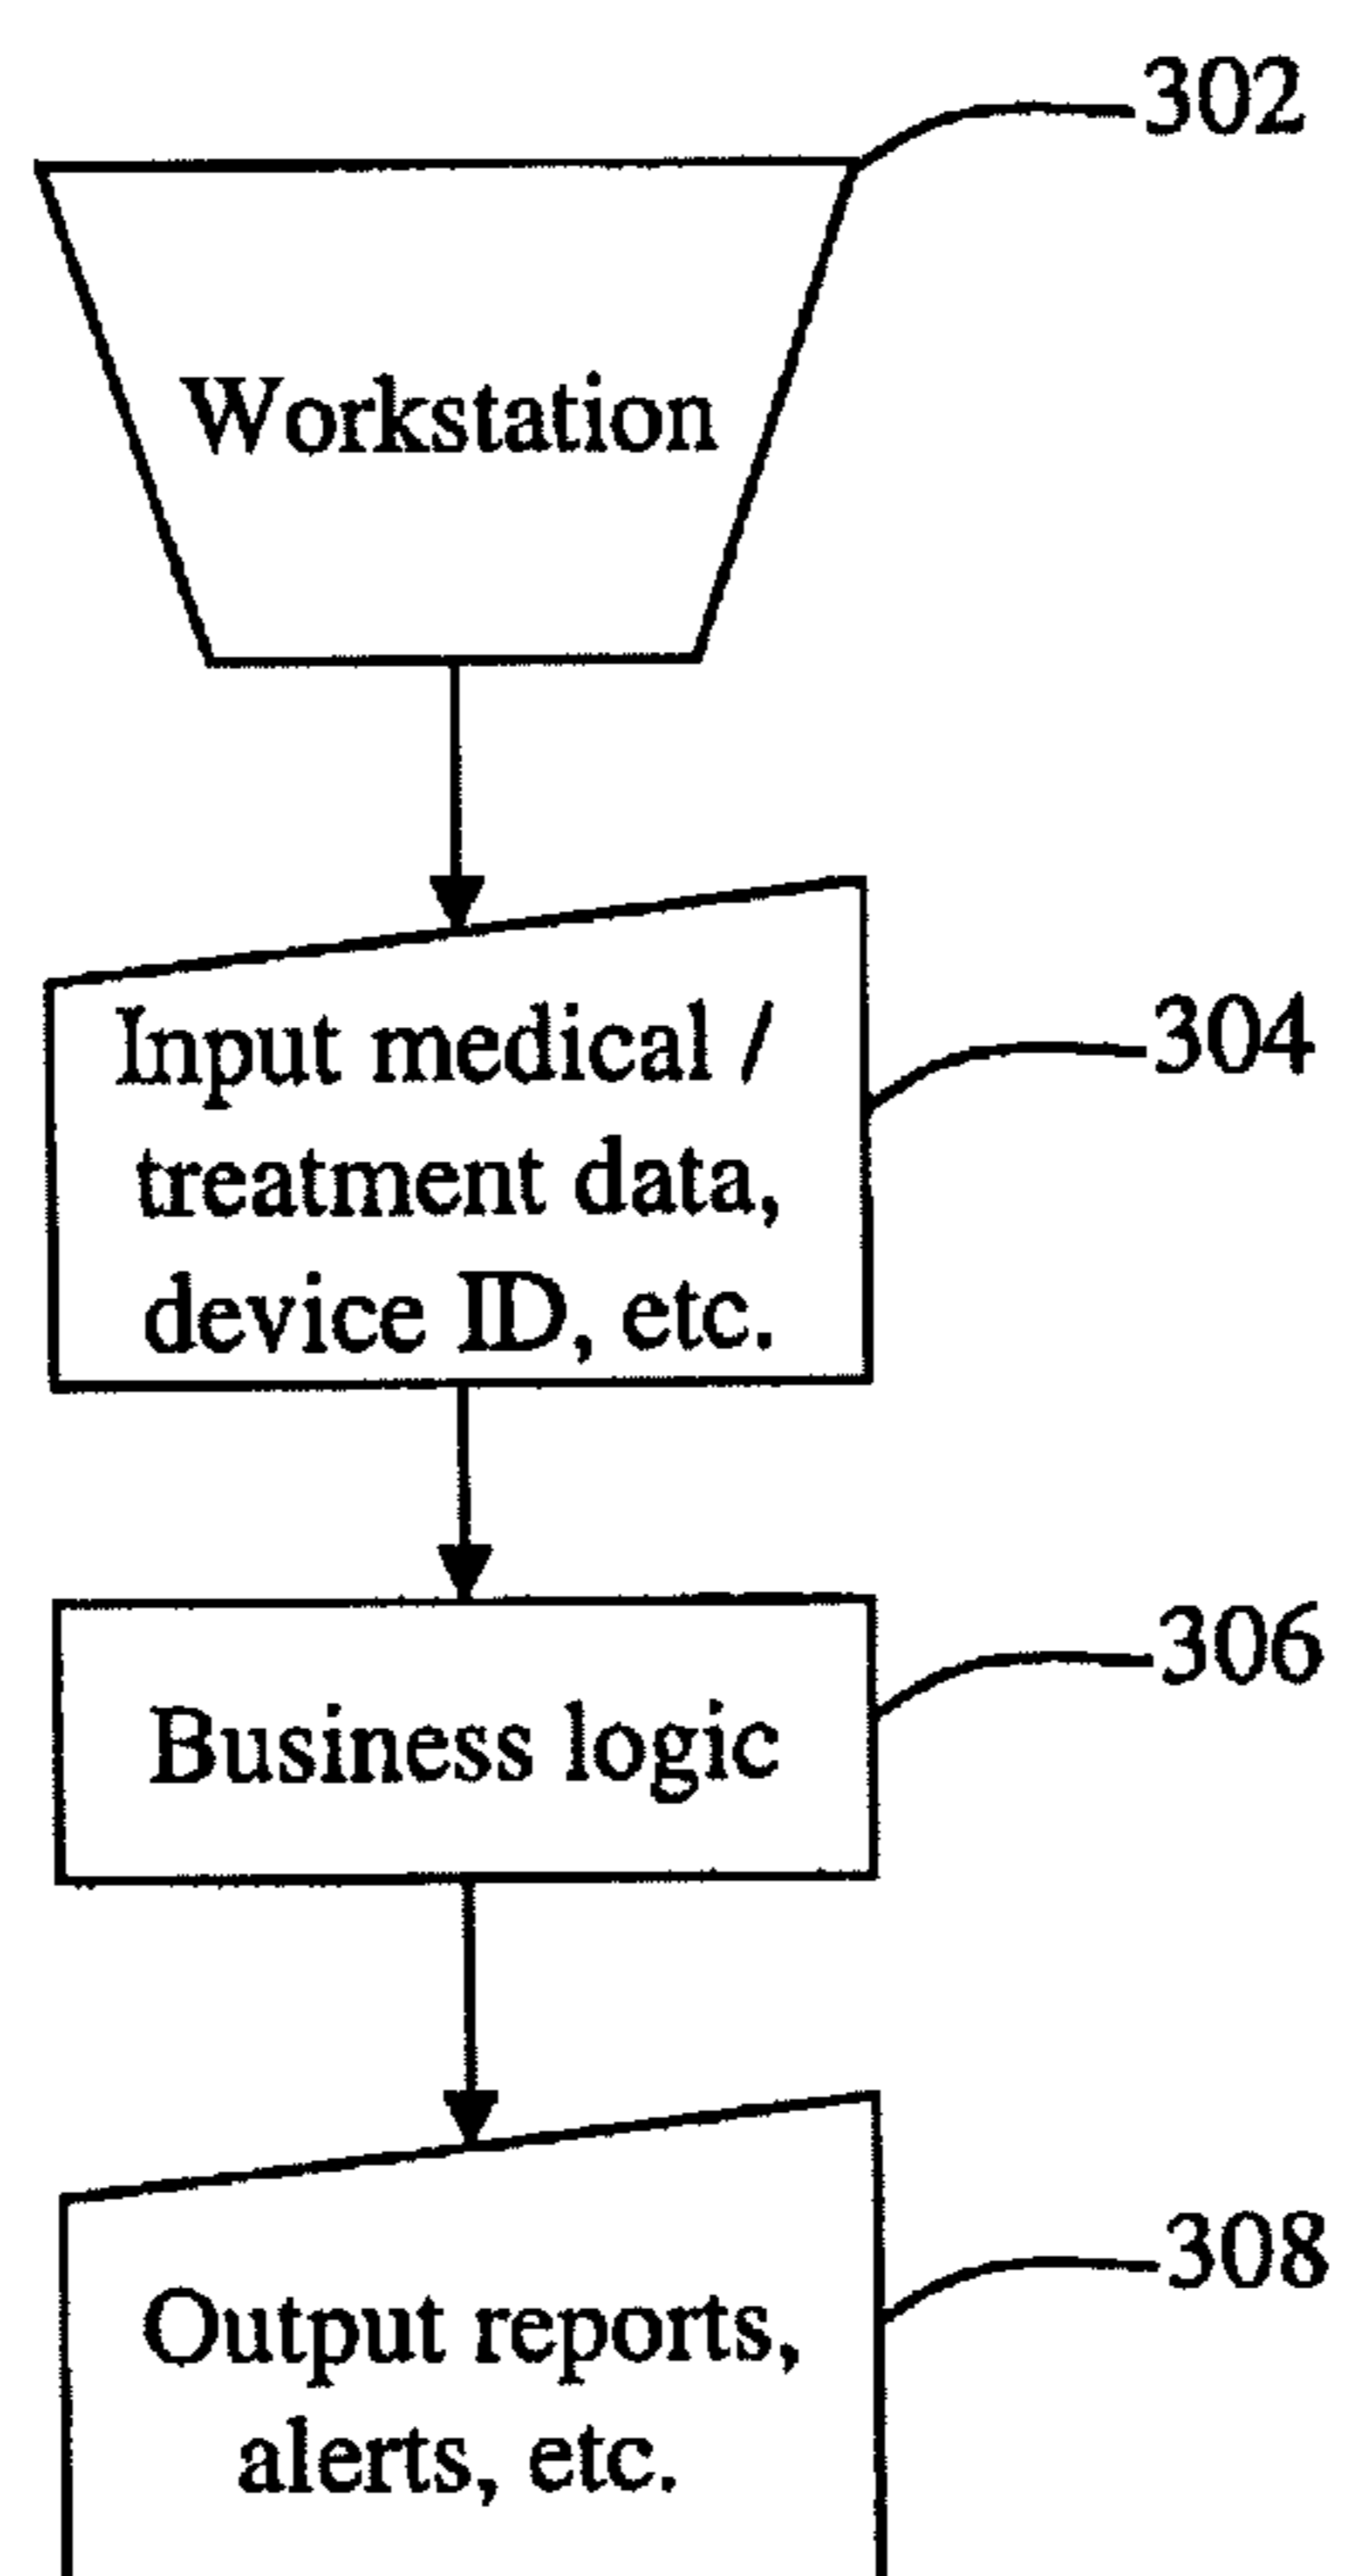 302
Workstation
Input medical /
treatment data,
device ID, etc.
304
Business logic
306
Output reports,
alerts, etc.
308